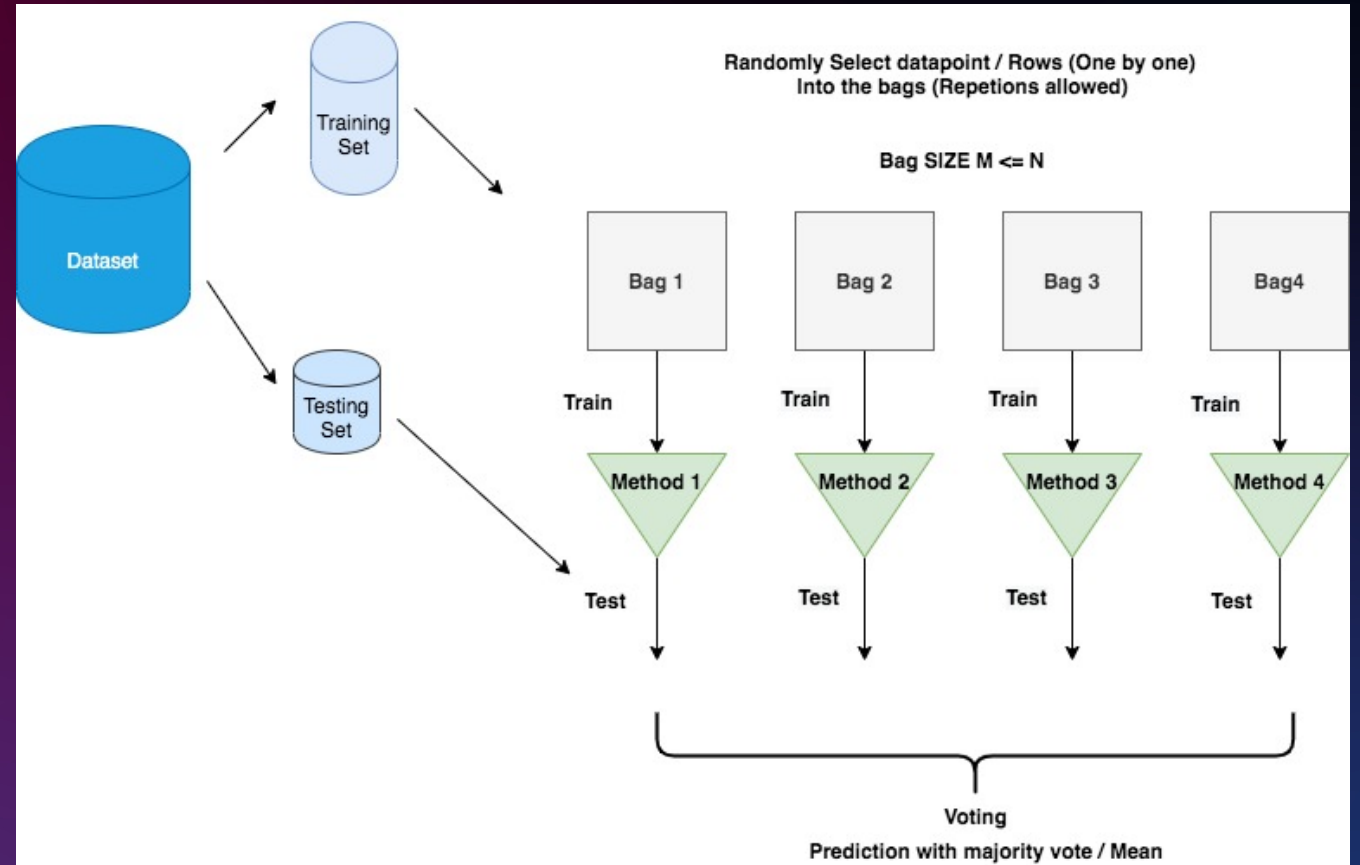 Randomly Select datapoint / Rows (One by one)
Into the bags (Repetions allowed)
Bag SIZE M <= N
Training
Set
Dataset
Testing
Set
Bag 1
Bag 2
Bag 3
Bag4
Train
Train
Train
Train
Method 1
Method 2
Method 3
Method 4
Test
Test
Test
Test
Voting
Prediction with majority vote / Mean